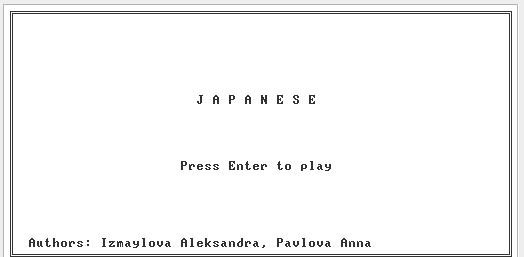 J A P A N E S E
Press Enter to play
Authors: Izmaylova Aleksandra, Pavlova Anna